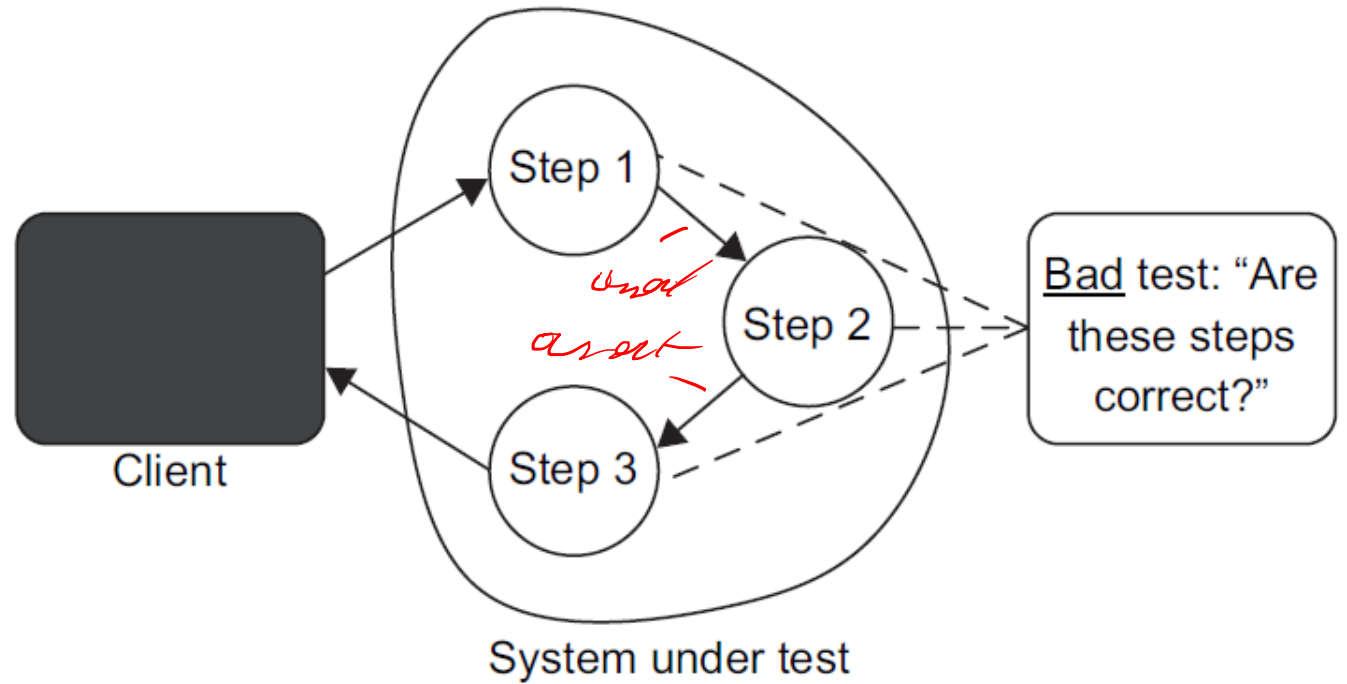 Step 1
Step 2
Step 3
Client
System under test
Bad test: “Are
these steps
correct?”